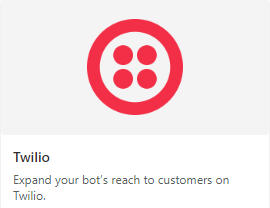 Twilio
Expand your bot's reach to customers on
Twilio.